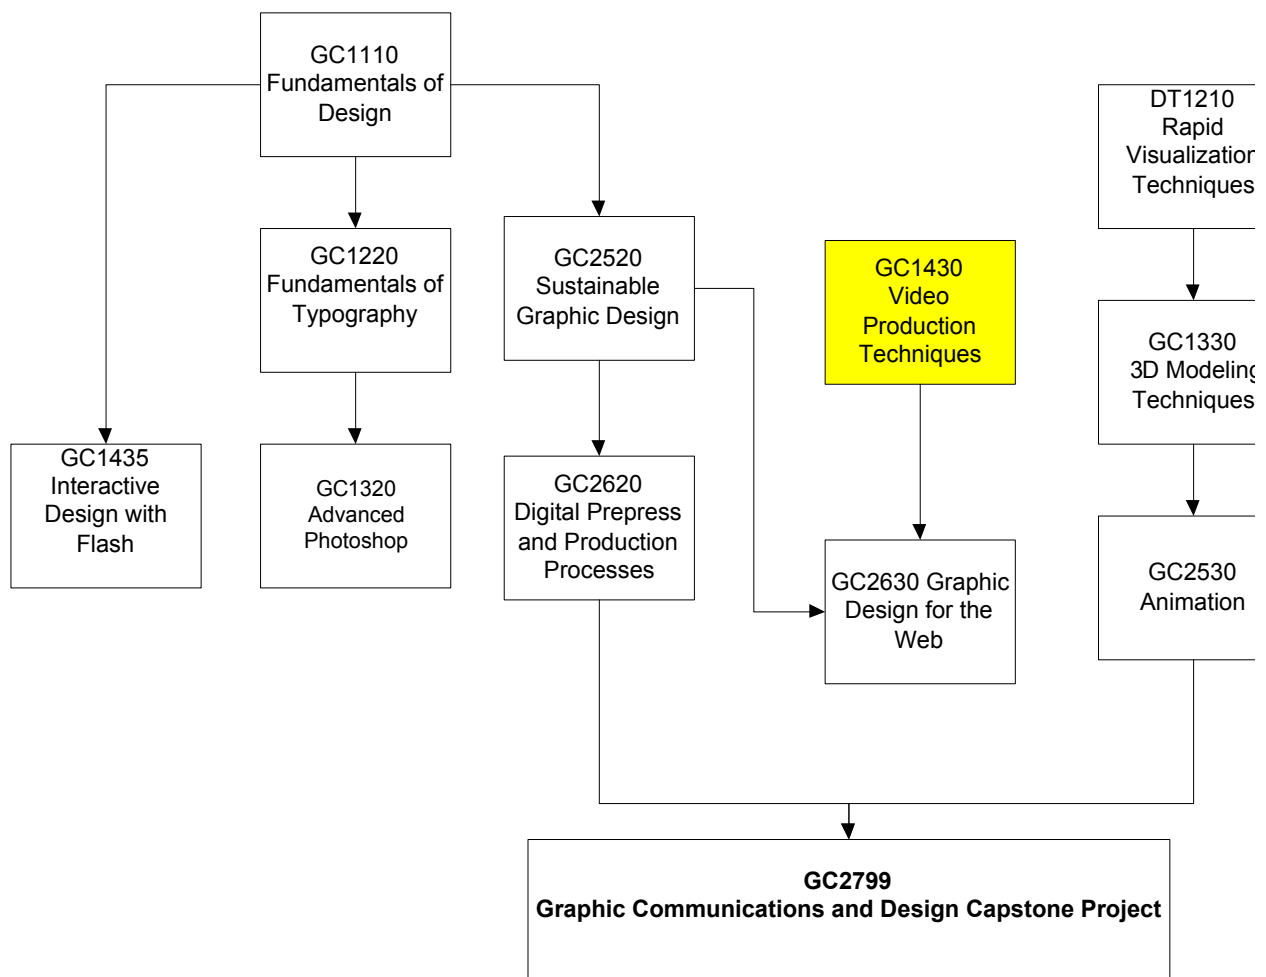 GC1110
Fundamentals of
Design
DT1210
Rapid
Visualization
Techniques
GC1220
Fundamentals of
Typography
GC2520
Sustainable
Graphic Design
GC1430
Video
Production
Techniques
GC1330
3D Modeling
Techniques
GC1435
Interactive
Design with
Flash
GC1320
Advanced
Photoshop
GC2620
Digital Prepress
and Production
Processes
GC2630 Graphic
Design for the
Web
GC2530
Animation
GC2799
Graphic Communications and Design Capstone Project